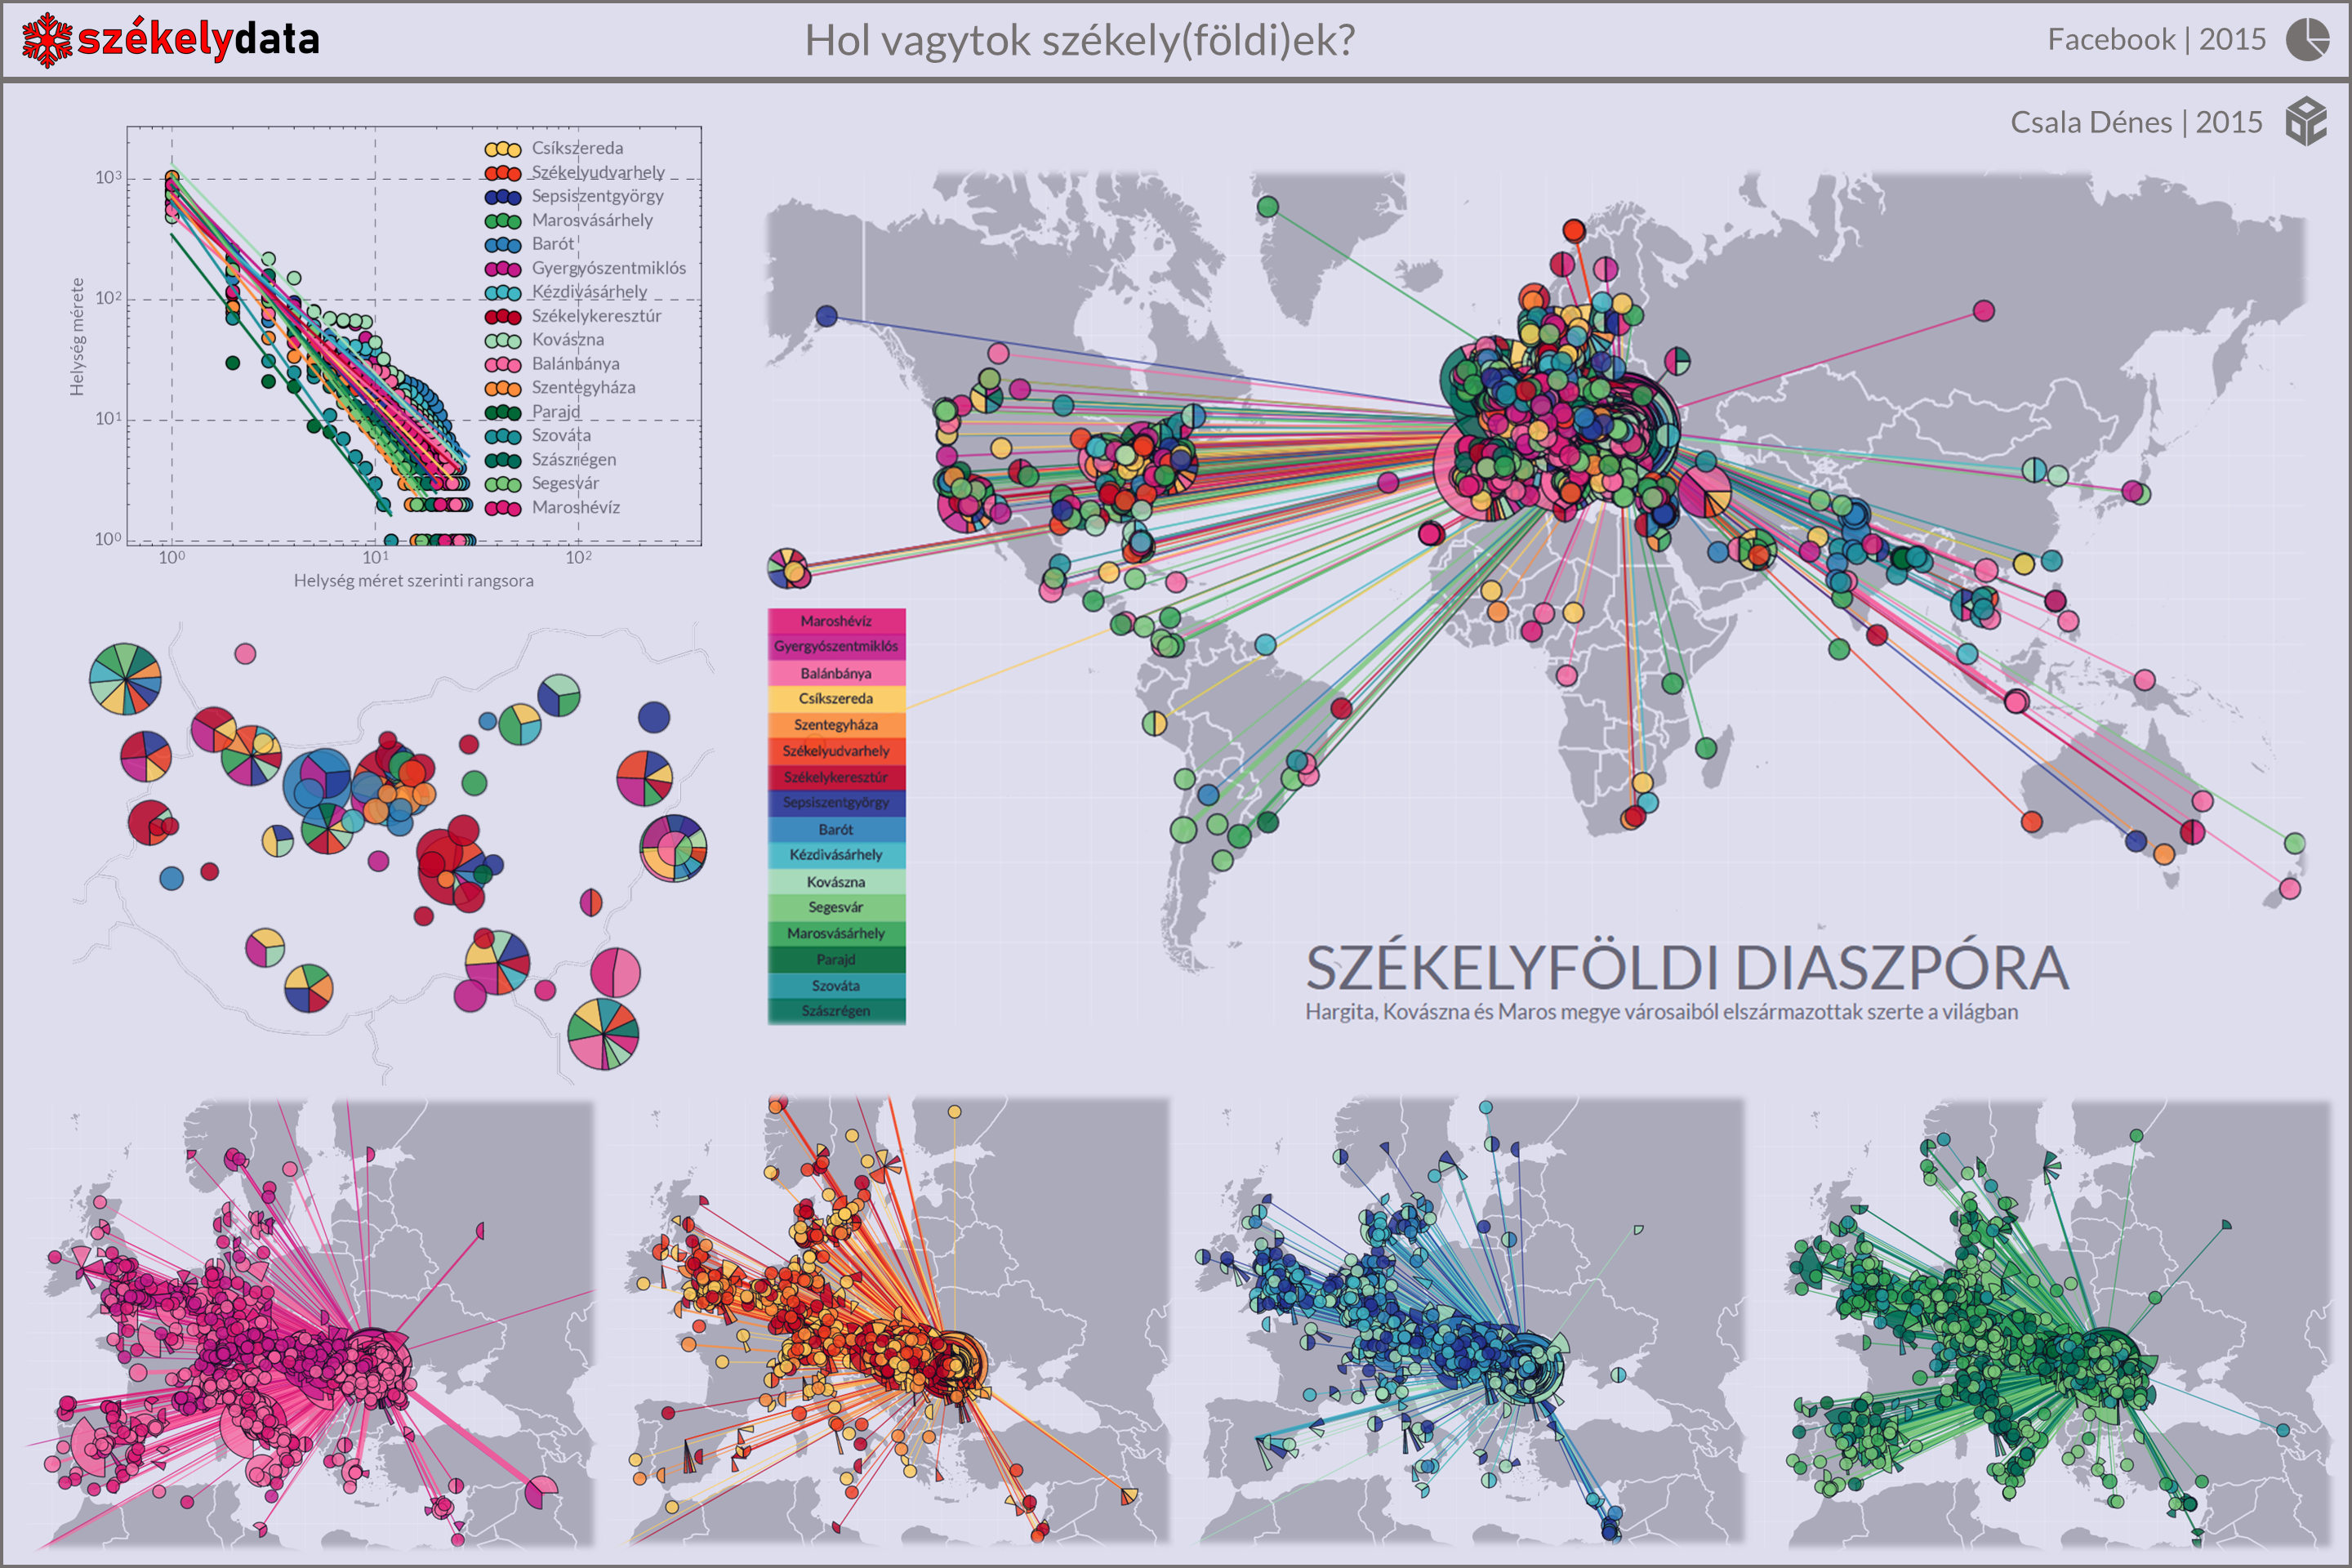 székelydata
Hol vagytok székely(földi)ek?
Facebook | 2015
Csala Dénes | 2015
Helység mérete
10³
10²
10¹
10⁰
10⁰
10¹
10²
Helység méret szerinti rangsora
Csíkszereda
Székelyudvarhely
Sepsiszentgyörgy
Marosvásárhely
Barót
Gyergyószentmiklós
Kézdivásárhely
Székelykeresztúr
Kovászna
Balánbánya
Szentegyháza
Parajd
Szováta
Szászrégen
Segesvár
Maroshévíz
Maroshévíz
Gyergyószentmiklós
Balánbánya
Csíkszereda
Szentegyháza
Székelyudvarhely
Székelykeresztúr
Sepsiszentgyörgy
Barót
Kézdivásárhely
Kovászna
Segesvár
Marosvásárhely
Parajd
Szováta
Szászrégen
SZÉKELYFÖLDI DIASZPÓRA
Hargita, Kovászna és Maros megye városaiból elszármazottak szerte a világban